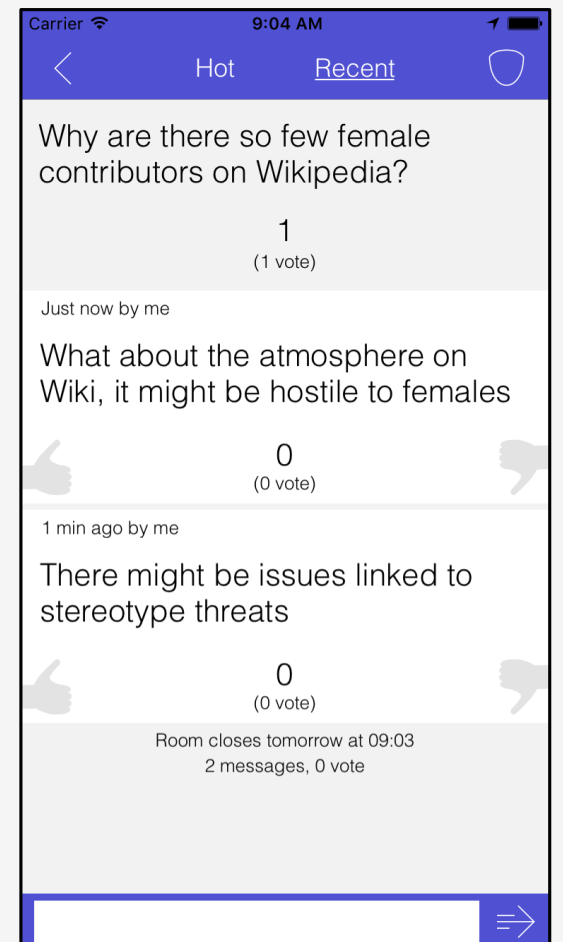 Carrier 9:04 AM
Hot Recent
Why are there so few female
contributors on Wikipedia?
1
(1 vote)
Just now by me
What about the atmosphere on
Wiki, it might be hostile to females
0
(0 vote)
1 min ago by me
There might be issues linked to
stereotype threats
0
(0 vote)
Room closes tomorrow at 09:03
2 messages, 0 vote